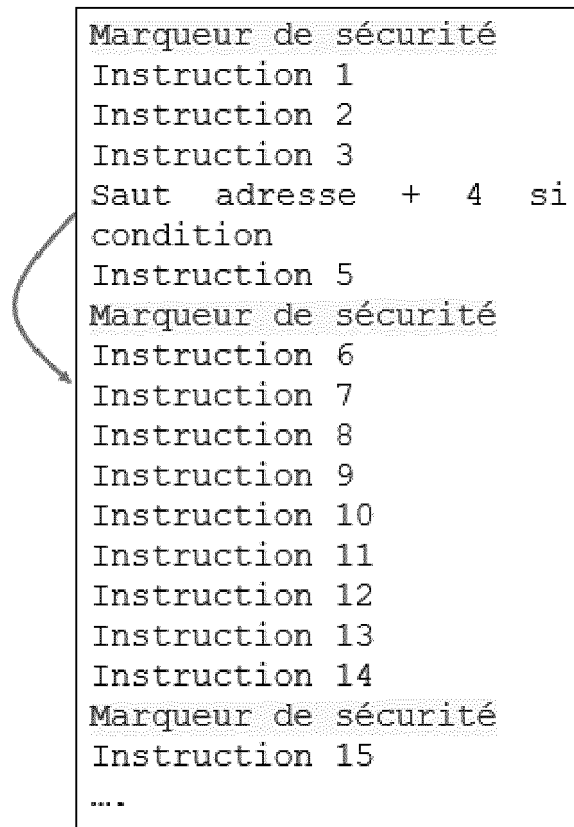 Marqueur de sécurité
Instruction 1
Instruction 2
Instruction 3
Saut adresse + 4 si
condition
Instruction 5
Marqueur de sécurité
Instruction 6
Instruction 7
Instruction 8
Instruction 9
Instruction 10
Instruction 11
Instruction 12
Instruction 13
Instruction 14
Marqueur de sécurité
Instruction 15
....